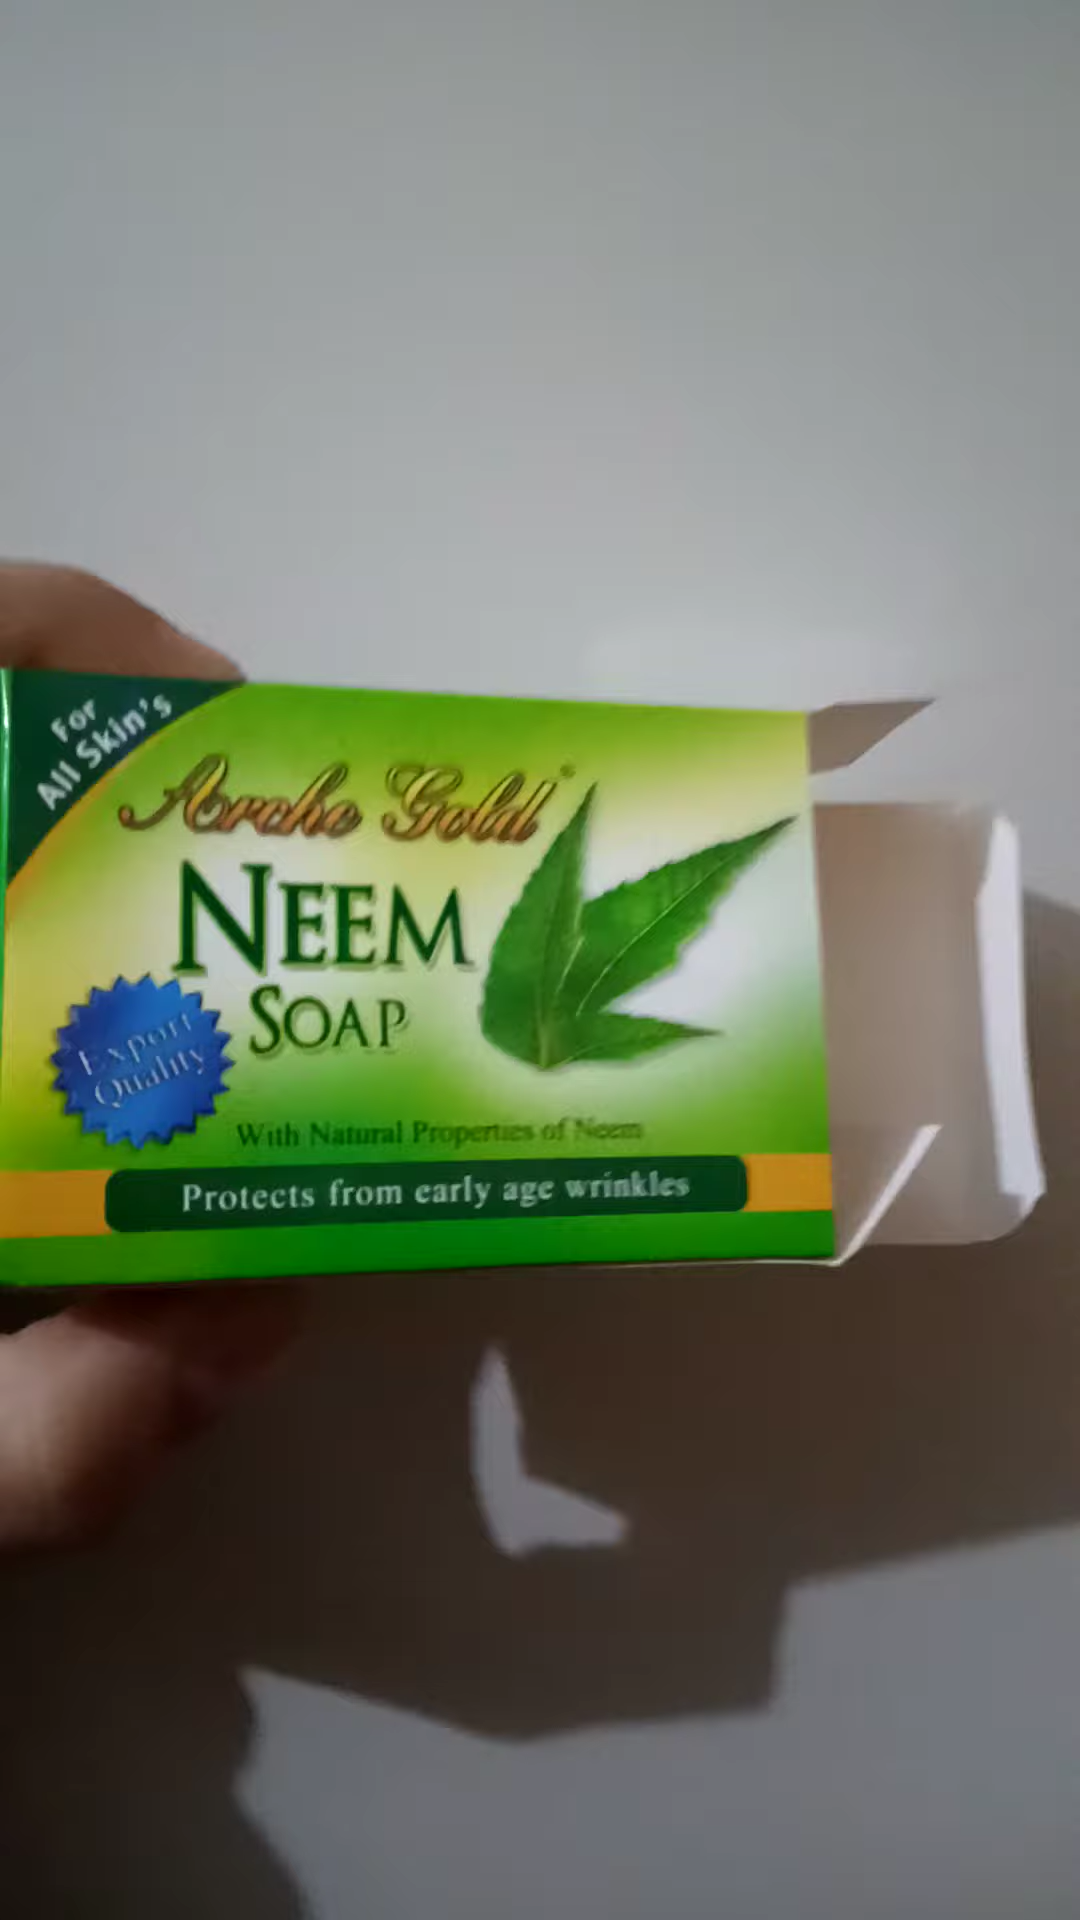 For
All Skin's
Arche Gold®
NEEM
SOAP
Export
Quality
With Natural Properties of Neem
Protects from early age wrinkles